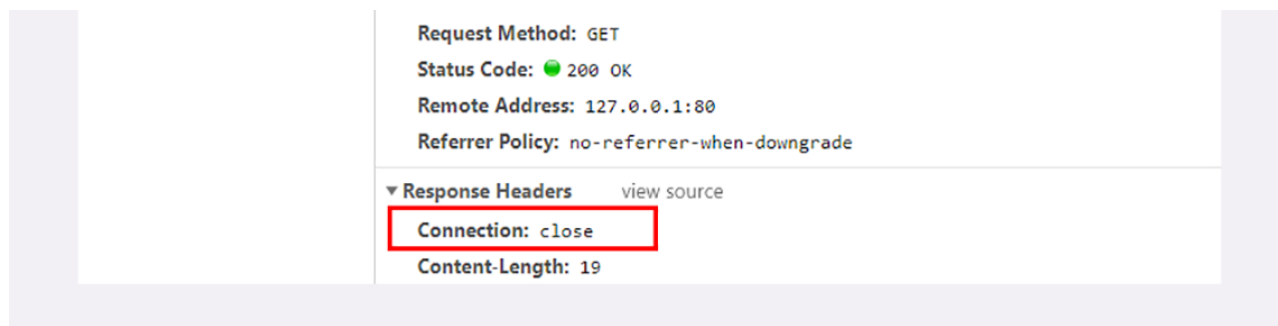 Request Method: GET
Status Code: 200 OK
Remote Address: 127.0.0.1:80
Referrer Policy: no-referrer-when-downgrade
Response Headers view source
Connection: close
Content-Length: 19